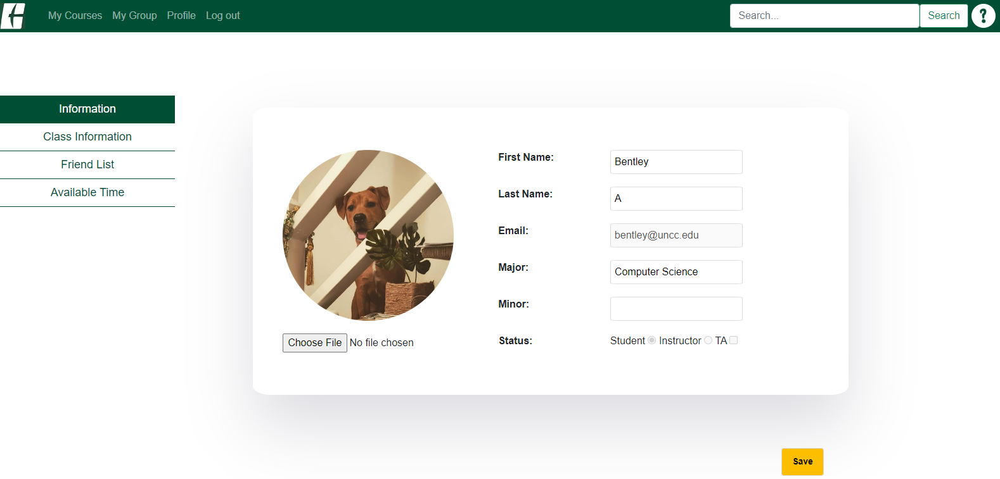 My Courses My Group Profile Log out Search... Search ?
Information
Class Information
Friend List
Available Time
First Name: Bentley
Last Name: A
Email: bentley@uncc.edu
Major: Computer Science
Minor:
Status: Student Instructor TA
Choose File No file chosen
Save